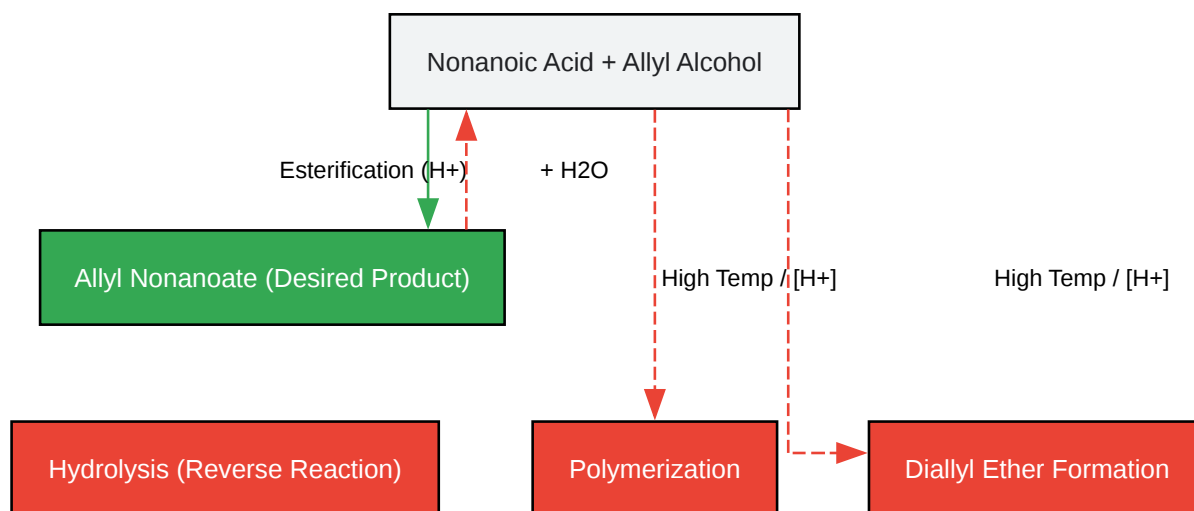 Nonanoic Acid + Allyl Alcohol
Esterification (H+)
+ H2O
Allyl Nonanoate (Desired Product)
High Temp / [H+]
High Temp / [H+]
Hydrolysis (Reverse Reaction)
Polymerization
Diallyl Ether Formation